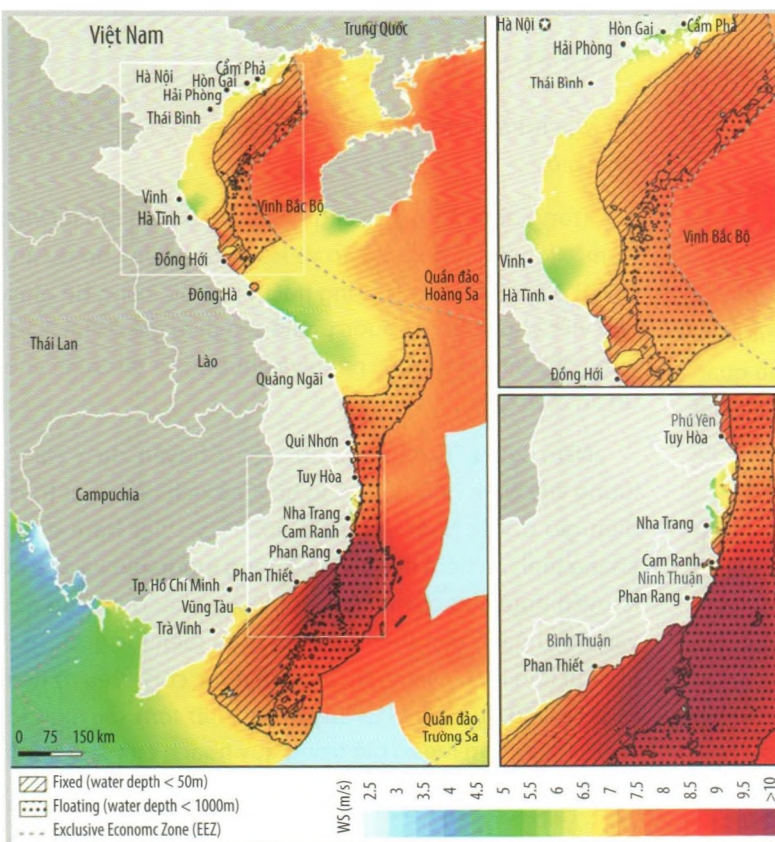 Việt Nam
Trung Quốc
Hà Nội
Cẩm Phả
Hòn Gai
Hải Phòng
Thái Bình
Vinh
Hà Tĩnh
Vịnh Bắc Bộ
Đồng Hới
Đông Hà
Quần đảo
Hoàng Sa
Thái Lan
Lào
Quảng Ngãi
Qui Nhơn
Campuchia
Tuy Hòa
Nha Trang
Cam Ranh
Phan Rang
Tp. Hồ Chí Minh
Phan Thiết
Vũng Tàu
Trà Vinh
Quần đảo
Trường Sa
0 75 150 km
Hà Nội
Hòn Gai
Cẩm Phả
Hải Phòng
Thái Bình
Vịnh Bắc Bộ
Vinh
Hà Tĩnh
Đồng Hới
Phú Yên
Tuy Hòa
Nha Trang
Cam Ranh
Ninh Thuận
Phan Rang
Bình Thuận
Phan Thiết
Fixed (water depth < 50m)
Floating (water depth < 1000m)
Exclusive Economc Zone (EEZ)
WS (m/s)
2.5 3 3.5 4 4.5 5 5.5 6 6.5 7 7.5 8 8.5 9 9.5 >10